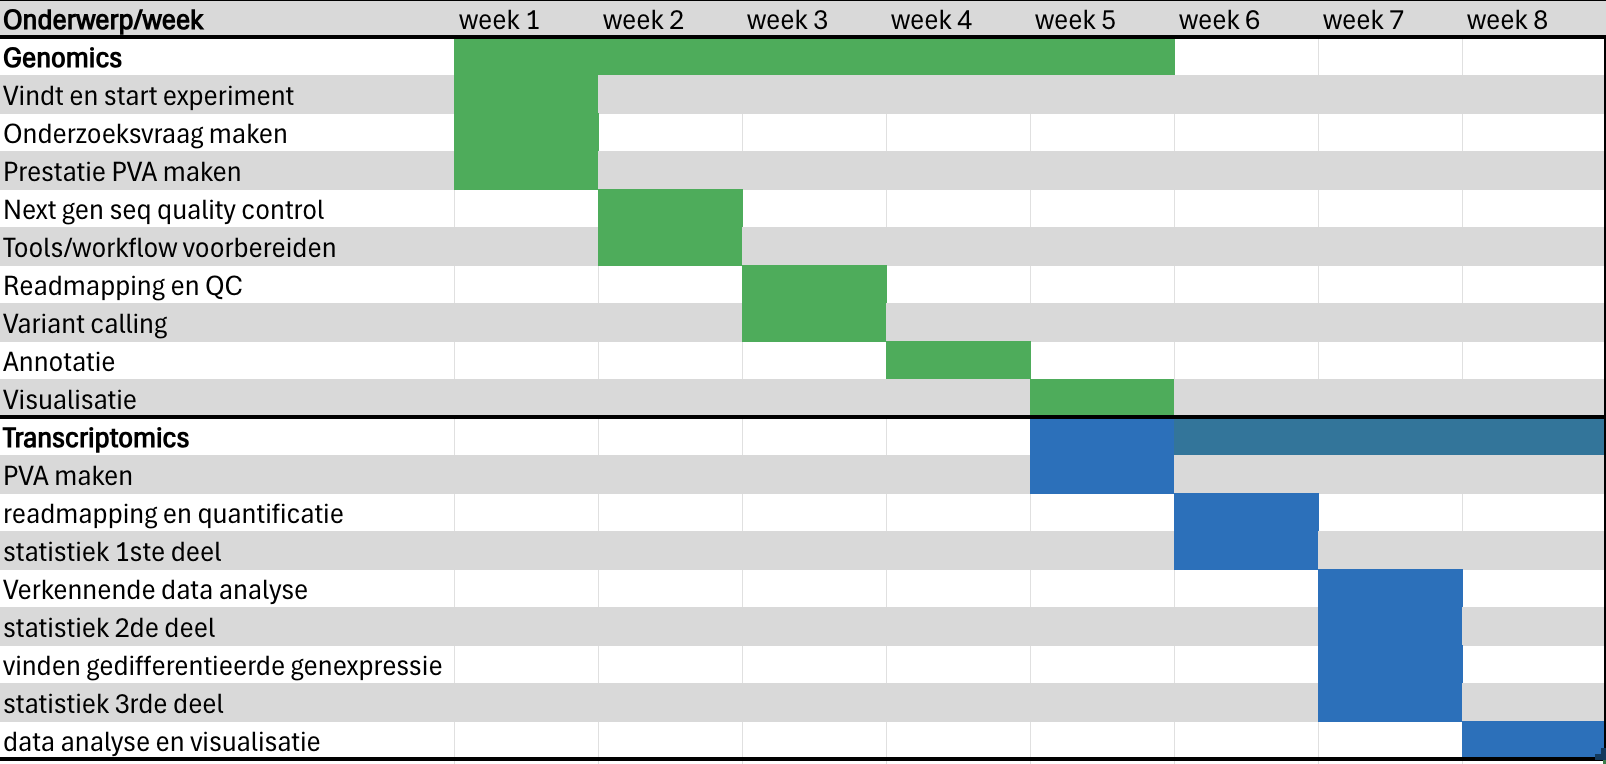 Onderwerp/week week 1 week 2 week 3 week 4 week 5 week 6 week 7 week 8
Genomics
Vindt en start experiment
Onderzoeksvraag maken
Prestatie PVA maken
Next gen seq quality control
Tools/workflow voorbereiden
Readmapping en QC
Variant calling
Annotatie
Visualisatie
Transcriptomics
PVA maken
readmapping en quantificatie
statistiek 1ste deel
Verkennende data analyse
statistiek 2de deel
vinden gedifferentieerde genexpressie
statistiek 3rde deel
data analyse en visualisatie